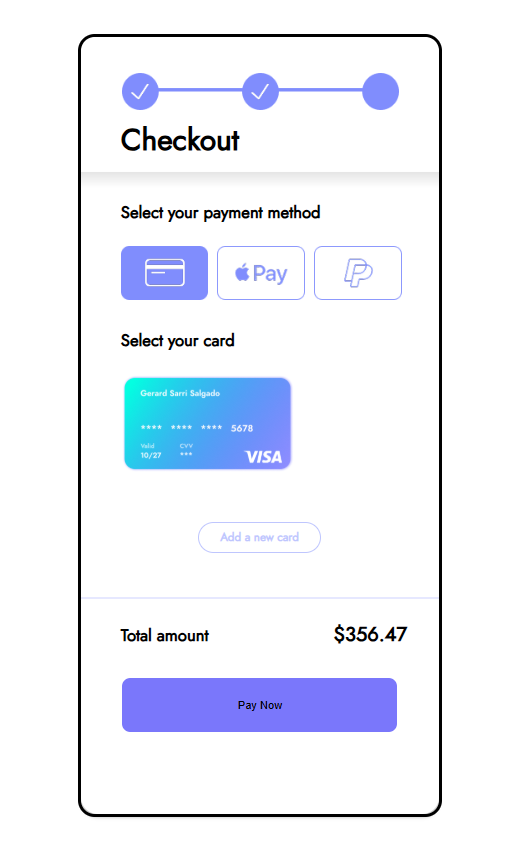 Checkout
Select your payment method
Pay
Select your card
Gerard Sarri Salgado
**** **** **** 5678
Valid CVV
10/27 ***
VISA
Add a new card
Total amount $356.47
Pay Now